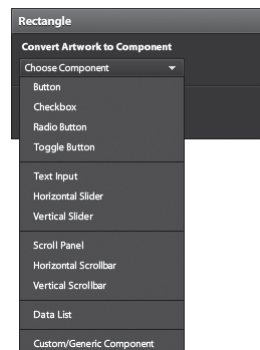 Rectangle
Convert Artwork to Component
Choose Component
Button
Checkbox
Radio Button
Toggle Button
Text Input
Horizontal Slider
Vertical Slider
Scroll Panel
Horizontal Scrollbar
Vertical Scrollbar
Data List
Custom/Generic Component